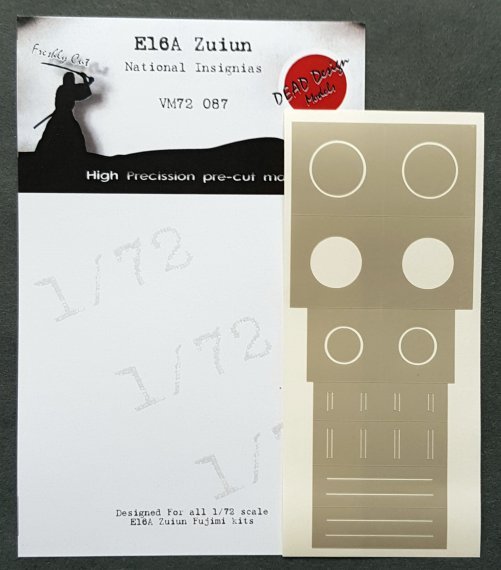 E16A Zuiun
Freshly Cut
National Insignias
DEAD Design
Models
VM72 087
High Precission pre-cut ma
1/72
1/72
1/
Designed For all 1/72 scale
E16A Zuiun Fujimi kits